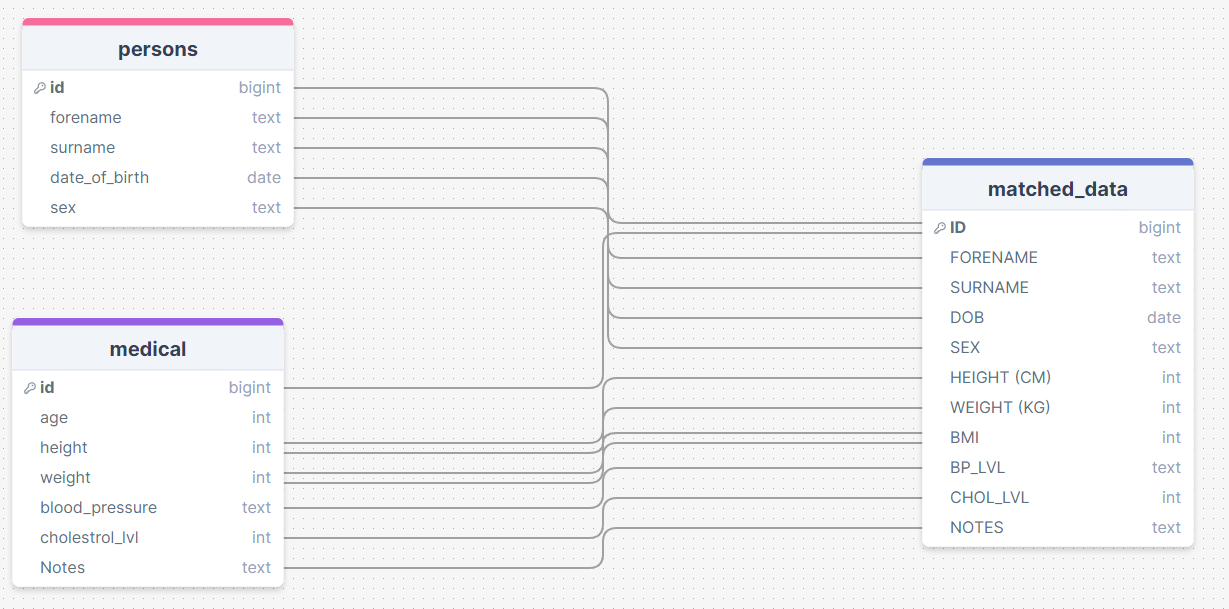 persons
id bigint
forename text
surname text
date_of_birth date
sex text
medical
id bigint
age int
height int
weight int
blood_pressure text
cholestrol_lvl int
Notes text
matched_data
ID bigint
FORENAME text
SURNAME text
DOB date
SEX text
HEIGHT (CM) int
WEIGHT (KG) int
BMI int
BP_LVL text
CHOL_LVL int
NOTES text